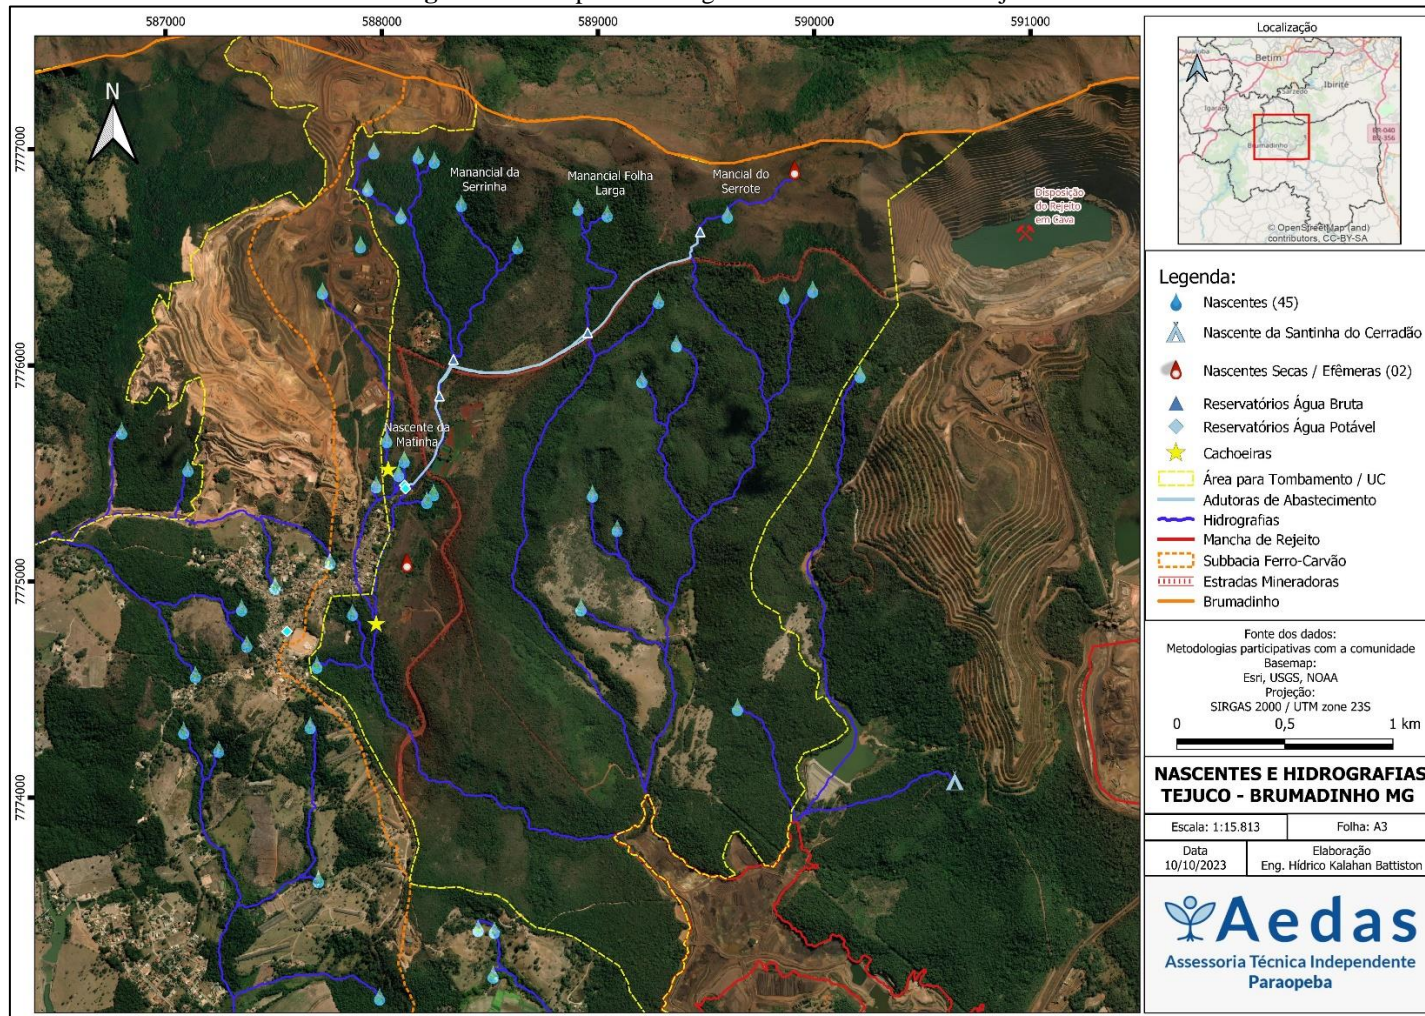 587000
588000
589000
590000
591000
7777000
7776000
7775000
7774000
N
Manancial da
Serrinha
Manancial Folha
Larga
Mancial do
Serrote
Disposição
do Rejeito
em Cava
Nascente da
Matinha
Localização
Betim
Ibirité
Sarzedo
Igarapé
Brumadinho
BR-040
BR-356
© OpenStreetMap (and)
contributors, CC-BY-SA
Legenda:
Nascentes (45)
Nascente da Santinha do Cerradão
Nascentes Secas / Efêmeras (02)
Reservatórios Água Bruta
Reservatórios Água Potável
Cachoeiras
Área para Tombamento / UC
Adutoras de Abastecimento
Hidrografias
Mancha de Rejeito
Subbacia Ferro-Carvão
Estradas Mineradoras
Brumadinho
Fonte dos dados:
Metodologias participativas com a comunidade
Basemap:
Esri, USGS, NOAA
Projeção:
SIRGAS 2000 / UTM zone 23S
0 0,5 1 km
NASCENTES E HIDROGRAFIAS
TEJUCO - BRUMADINHO MG
Escala: 1:15.813
Folha: A3
Data
10/10/2023
Elaboração
Eng. Hídrico Kalahan Battiston
Aedas
Assessoria Técnica Independente
Paraopeba